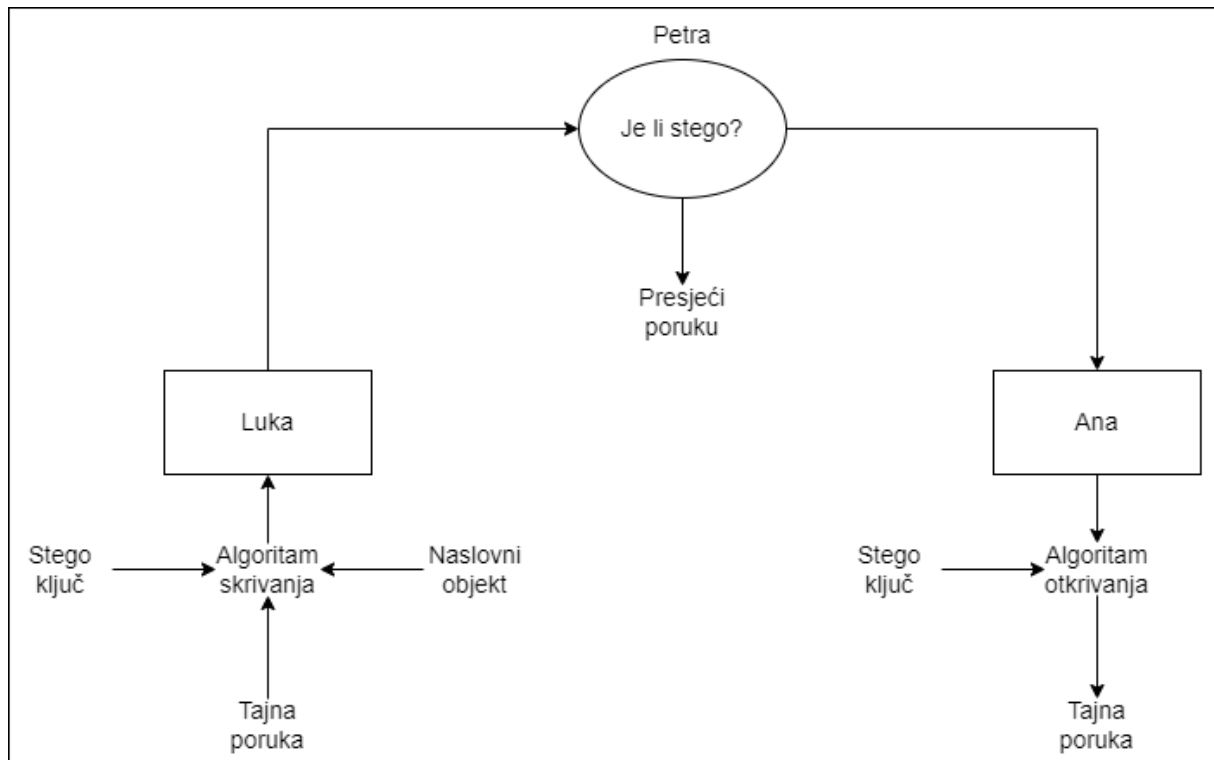 Petra
Je li stego?
Presjeći
poruku
Luka
Ana
Stego
ključ
Algoritam
skrivanja
Naslovni
objekt
Stego
ključ
Algoritam
otkrivanja
Tajna
poruka
Tajna
poruka